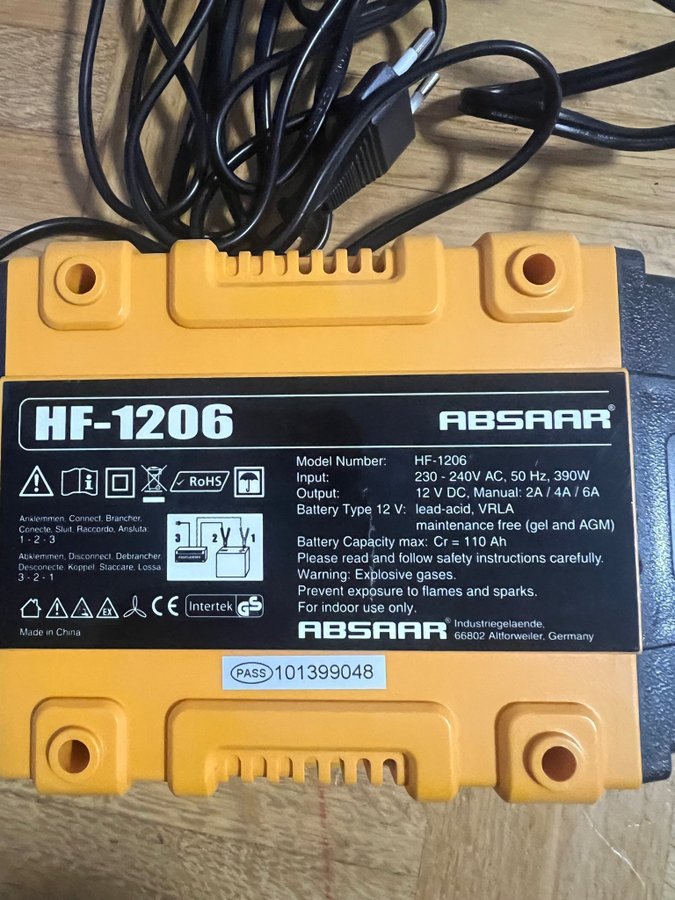 HF-1206
ABSAAR®
RoHS
Anklemmen, Connect, Brancher,
Conecte, Sluit, Raccordo, Ansluta:
1 - 2 - 3
3 2 1
Abklemmen, Disconnect, Debrancher,
Desconecte, Koppel, Staccare, Lossa:
3 - 2 - 1
EX
CE
Intertek GS
Made in China
Model Number: HF-1206
Input: 230 - 240V AC, 50 Hz, 390W
Output: 12 V DC, Manual: 2A / 4A / 6A
Battery Type 12 V: lead-acid, VRLA
maintenance free (gel and AGM)
Battery Capacity max: Cr = 110 Ah
Please read and follow safety instructions carefully.
Warning: Explosive gases.
Prevent exposure to flames and sparks.
For indoor use only.
ABSAAR® Industriegelaende,
66802 Altforweiler, Germany
PASS 101399048